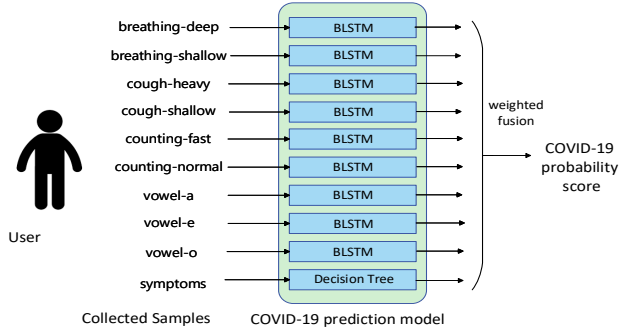 breathing-deep
BLSTM
breathing-shallow
BLSTM
cough-heavy
BLSTM
cough-shallow
BLSTM
counting-fast
BLSTM
counting-normal
BLSTM
vowel-a
BLSTM
vowel-e
BLSTM
vowel-o
BLSTM
symptoms
Decision Tree
weighted
fusion
COVID-19
probability
score
User
Collected Samples
COVID-19 prediction model